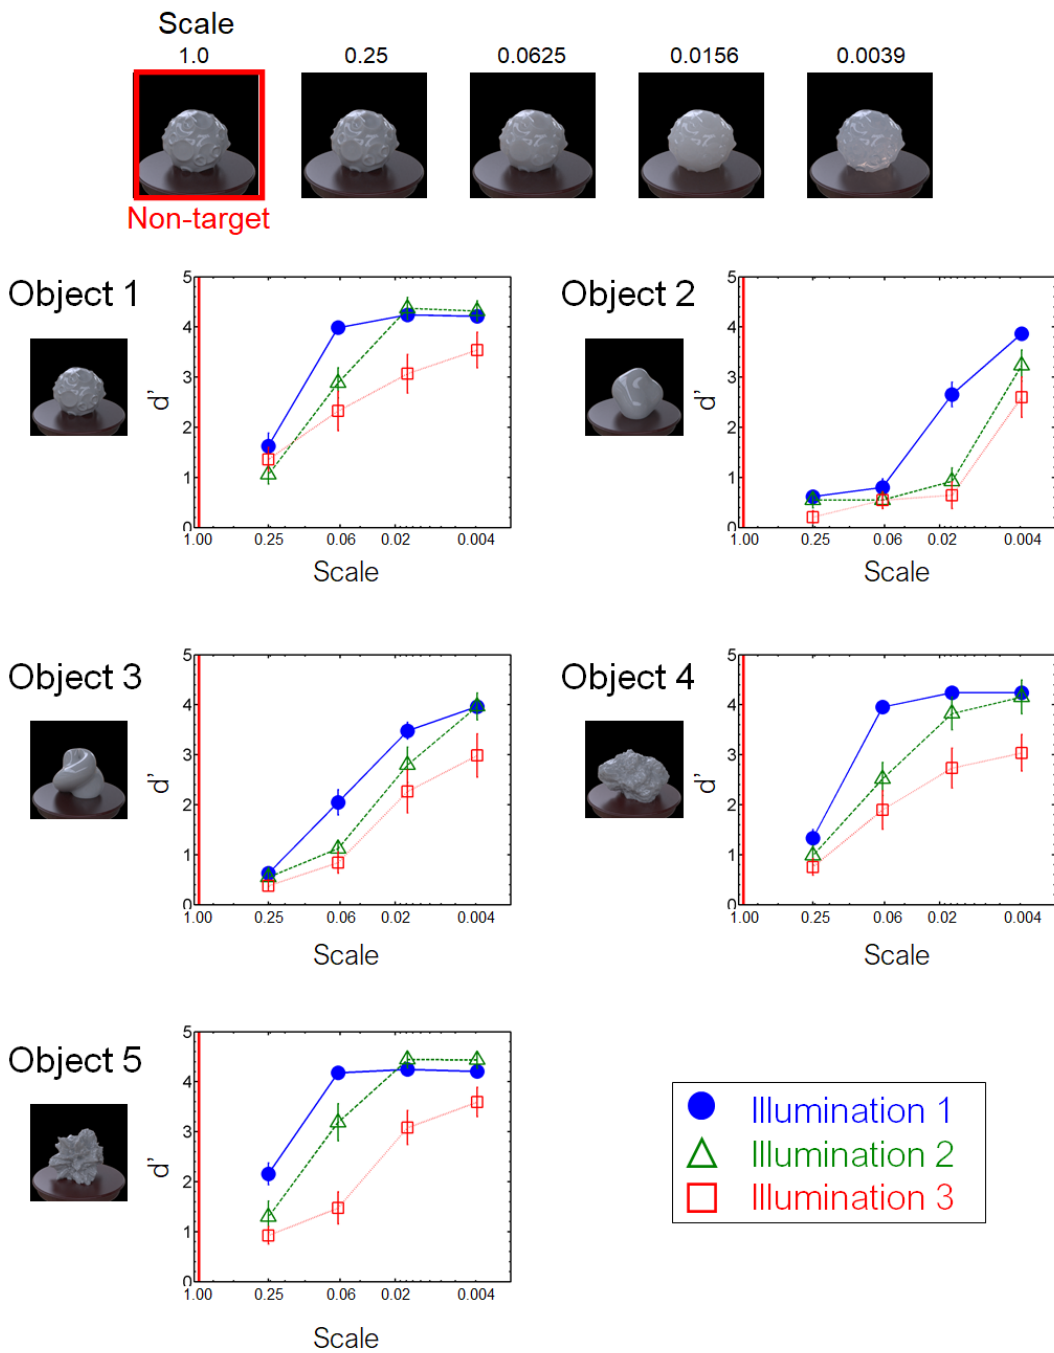 Scale
1.0 0.25 0.0625 0.0156 0.0039
Non-target
Object 1
5
4
3
2
1
0
d'
1.00 0.25 0.06 0.02 0.004
Scale
Object 2
5
4
3
2
1
0
d'
1.00 0.25 0.06 0.02 0.004
Scale
Object 3
5
4
3
2
1
0
d'
1.00 0.25 0.06 0.02 0.004
Scale
Object 4
5
4
3
2
1
0
d'
1.00 0.25 0.06 0.02 0.004
Scale
Object 5
5
4
3
2
1
0
d'
1.00 0.25 0.06 0.02 0.004
Scale
Illumination 1
Illumination 2
Illumination 3